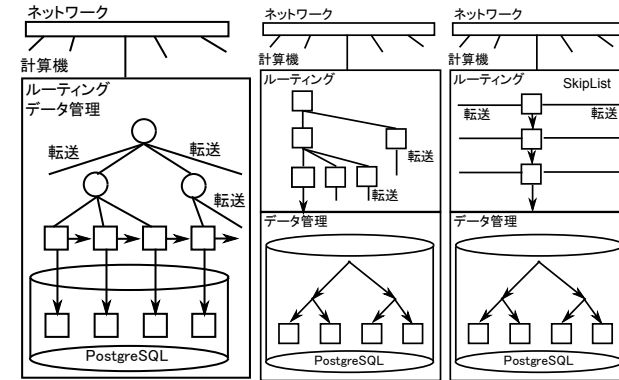 ネットワーク
計算機
ルーティング
データ管理
転送
転送
転送
PostgreSQL
ネットワーク
計算機
ルーティング
転送
転送
データ管理
PostgreSQL
ネットワーク
計算機
ルーティング
SkipList
転送
転送
データ管理
PostgreSQL